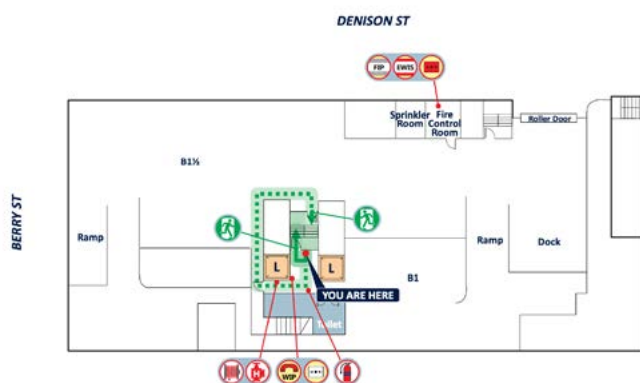 DENISON ST
FIP
EWIS
Sprinkler
Room
Fire
Control
Room
Roller Door
B1½
BERRY ST
Ramp
Ramp
Dock
L
L
B1
YOU ARE HERE
Toilet
H
WIP